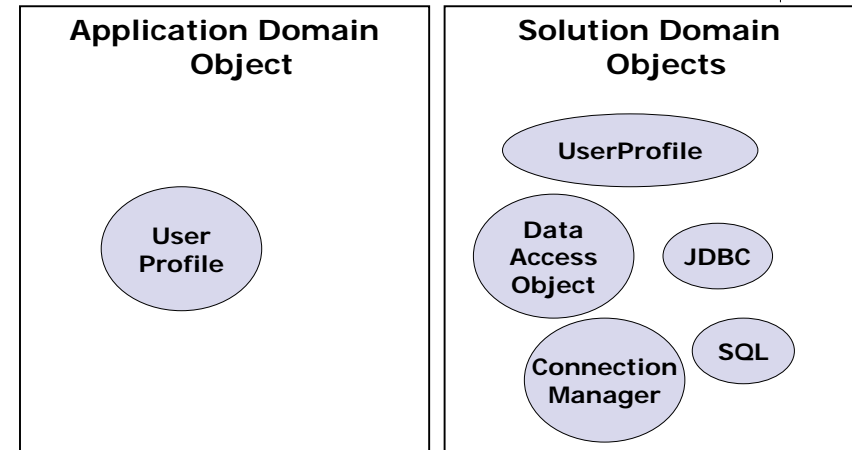 Application Domain
Object
User
Profile
Solution Domain
Objects
UserProfile
Data
Access
Object
JDBC
SQL
Connection
Manager